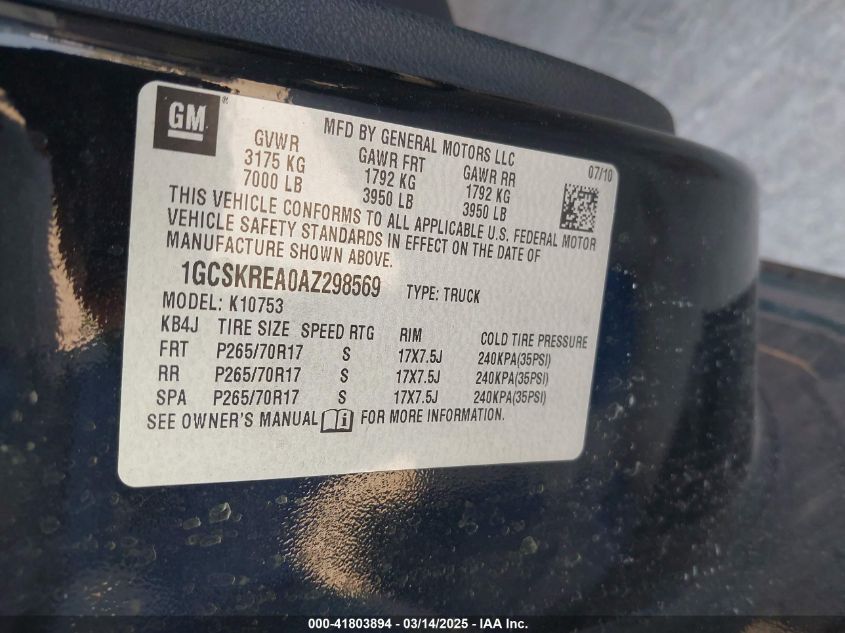 GM®
MFD BY GENERAL MOTORS LLC
07/10
GVWR GAWR FRT GAWR RR
3175 KG 1792 KG 1792 KG
7000 LB 3950 LB 3950 LB
THIS VEHICLE CONFORMS TO ALL APPLICABLE U.S. FEDERAL MOTOR
VEHICLE SAFETY STANDARDS IN EFFECT ON THE DATE OF
MANUFACTURE SHOWN ABOVE.
1GCSKREA0AZ298569 TYPE: TRUCK
MODEL: K10753
KB4J TIRE SIZE SPEED RTG RIM COLD TIRE PRESSURE
FRT P265/70R17 S 17X7.5J 240KPA(35PSI)
RR P265/70R17 S 17X7.5J 240KPA(35PSI)
SPA P265/70R17 S 17X7.5J 240KPA(35PSI)
SEE OWNER'S MANUAL FOR MORE INFORMATION.
000-41803894 - 03/14/2025 - IAA Inc.